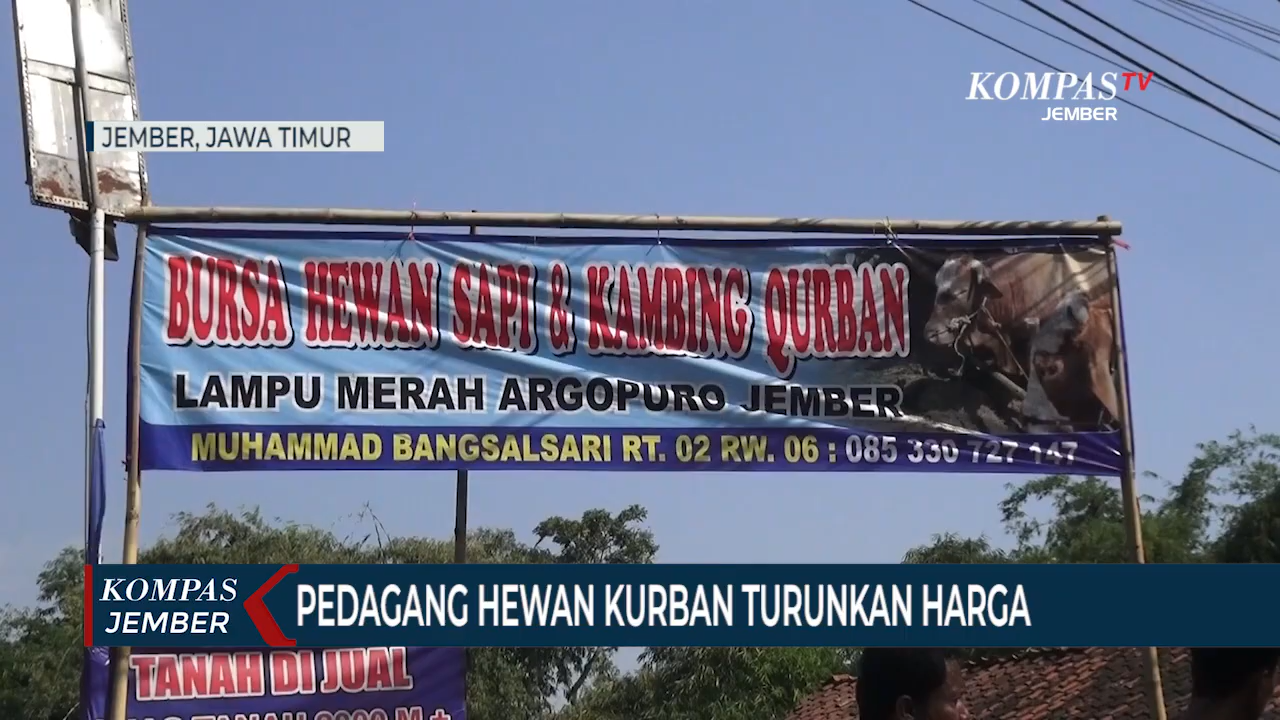 KOMPAS TV
JEMBER
JEMBER, JAWA TIMUR
BURSA HEWAN SAPI & KAMBING QURBAN
LAMPU MERAH ARGOPURO JEMBER
MUHAMMAD BANGSALSARI RT. 02 RW. 06 : 085 330 727 147
KOMPAS
JEMBER
PEDAGANG HEWAN KURBAN TURUNKAN HARGA
TANAH DI JUAL
TANAH